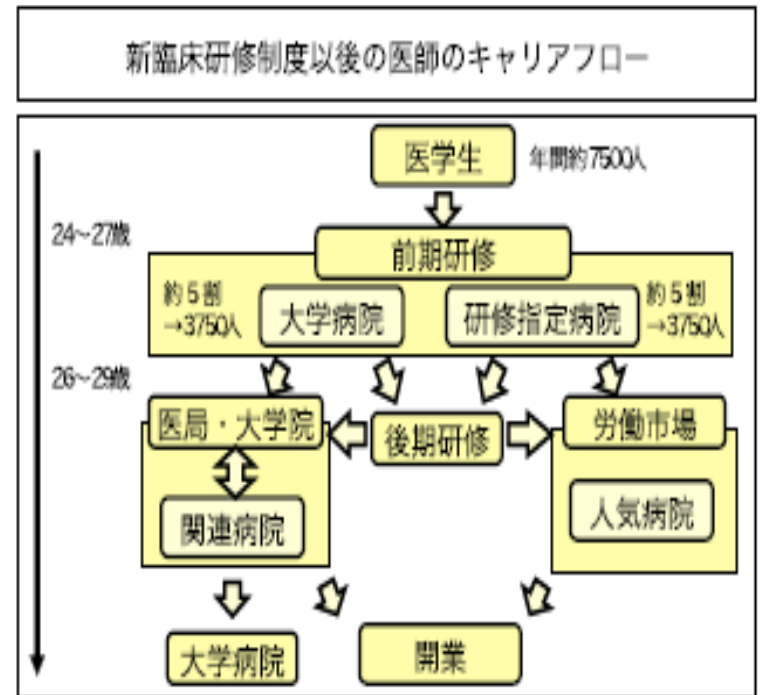 新臨床研修制度以後の医師のキャリアフロー
医学生
年間約7500人
24～27歳
前期研修
約5割
→3750人
大学病院
研修指定病院
約5割
→3750人
26～29歳
医局・大学院
後期研修
労働市場
関連病院
人気病院
大学病院
開業